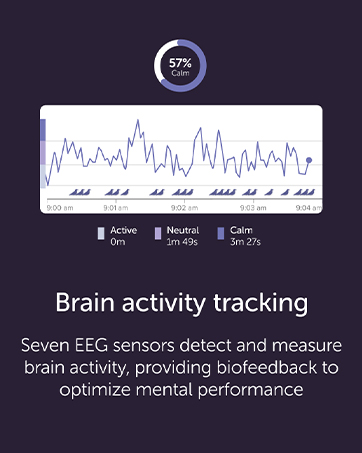 57%
Calm
9:00 am 9:01 am 9:02 am 9:03 am 9:04 am
Active Neutral Calm
0m 1m 49s 3m 27s
Brain activity tracking
Seven EEG sensors detect and measure
brain activity, providing biofeedback to
optimize mental performance